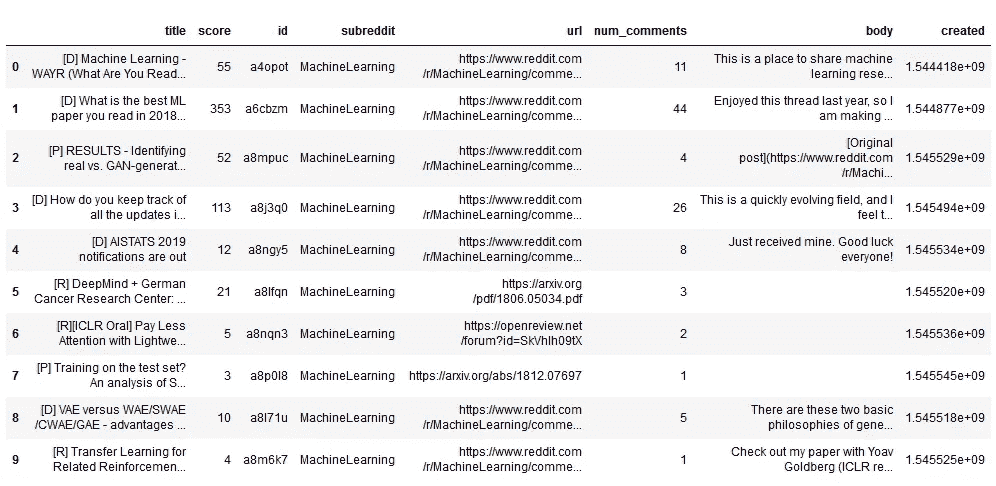 title score id subreddit url num_comments body created
0 [D] Machine Learning - WAYR (What Are You Read... 55 a4opot MachineLearning https://www.reddit.com /r/MachineLearning/comme... 11 This is a place to share machine learning rese... 1.544418e+09
1 [D] What is the best ML paper you read in 2018... 353 a6cbzm MachineLearning https://www.reddit.com /r/MachineLearning/comme... 44 Enjoyed this thread last year, so I am making ... 1.544877e+09
2 [P] RESULTS - Identifying real vs. GAN-generat... 52 a8mpuc MachineLearning https://www.reddit.com /r/MachineLearning/comme... 4 [Original post](https://www.reddit.com /r/Machi... 1.545529e+09
3 [D] How do you keep track of all the updates i... 113 a8j3q0 MachineLearning https://www.reddit.com /r/MachineLearning/comme... 26 This is a quickly evolving field, and I feel t... 1.545494e+09
4 [D] AISTATS 2019 notifications are out 12 a8ngy5 MachineLearning https://www.reddit.com /r/MachineLearning/comme... 8 Just received mine. Good luck everyone! 1.545534e+09
5 [R] DeepMind + German Cancer Research Center: ... 21 a8lfqn MachineLearning https://arxiv.org /pdf/1806.05034.pdf 3 1.545520e+09
6 [R][ICLR Oral] Pay Less Attention with Lightwe... 5 a8nqn3 MachineLearning https://openreview.net /forum?id=SkVhlh09tX 2 1.545536e+09
7 [P] Training on the test set? An analysis of S... 3 a8p0l8 MachineLearning https://arxiv.org/abs/1812.07697 1 1.545545e+09
8 [D] VAE versus WAE/SWAE /CWAE/GAE - advantages ... 10 a8l71u MachineLearning https://www.reddit.com /r/MachineLearning/comme... 5 There are these two basic philosophies of gene... 1.545518e+09
9 [R] Transfer Learning for Related Reinforcemen... 4 a8m6k7 MachineLearning https://www.reddit.com /r/MachineLearning/comme... 1 Check out my paper with Yoav Goldberg (ICLR re... 1.545525e+09